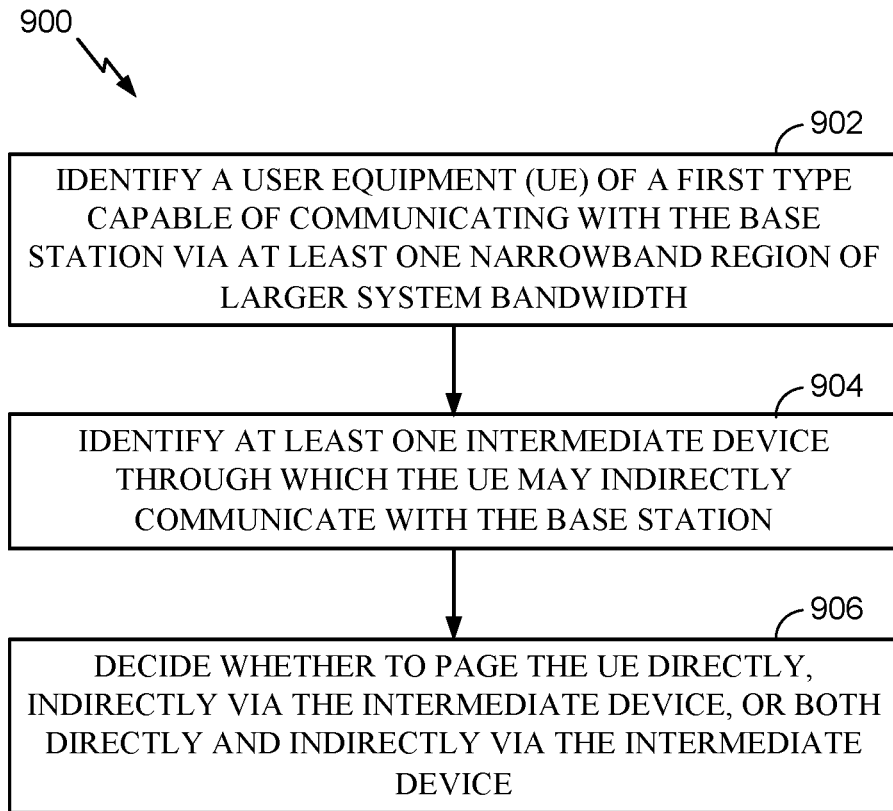 900
902
IDENTIFY A USER EQUIPMENT (UE) OF A FIRST TYPE
CAPABLE OF COMMUNICATING WITH THE BASE
STATION VIA AT LEAST ONE NARROWBAND REGION OF
LARGER SYSTEM BANDWIDTH
904
IDENTIFY AT LEAST ONE INTERMEDIATE DEVICE
THROUGH WHICH THE UE MAY INDIRECTLY
COMMUNICATE WITH THE BASE STATION
906
DECIDE WHETHER TO PAGE THE UE DIRECTLY,
INDIRECTLY VIA THE INTERMEDIATE DEVICE, OR BOTH
DIRECTLY AND INDIRECTLY VIA THE INTERMEDIATE
DEVICE